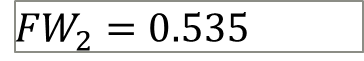 FW₂ = 0.535